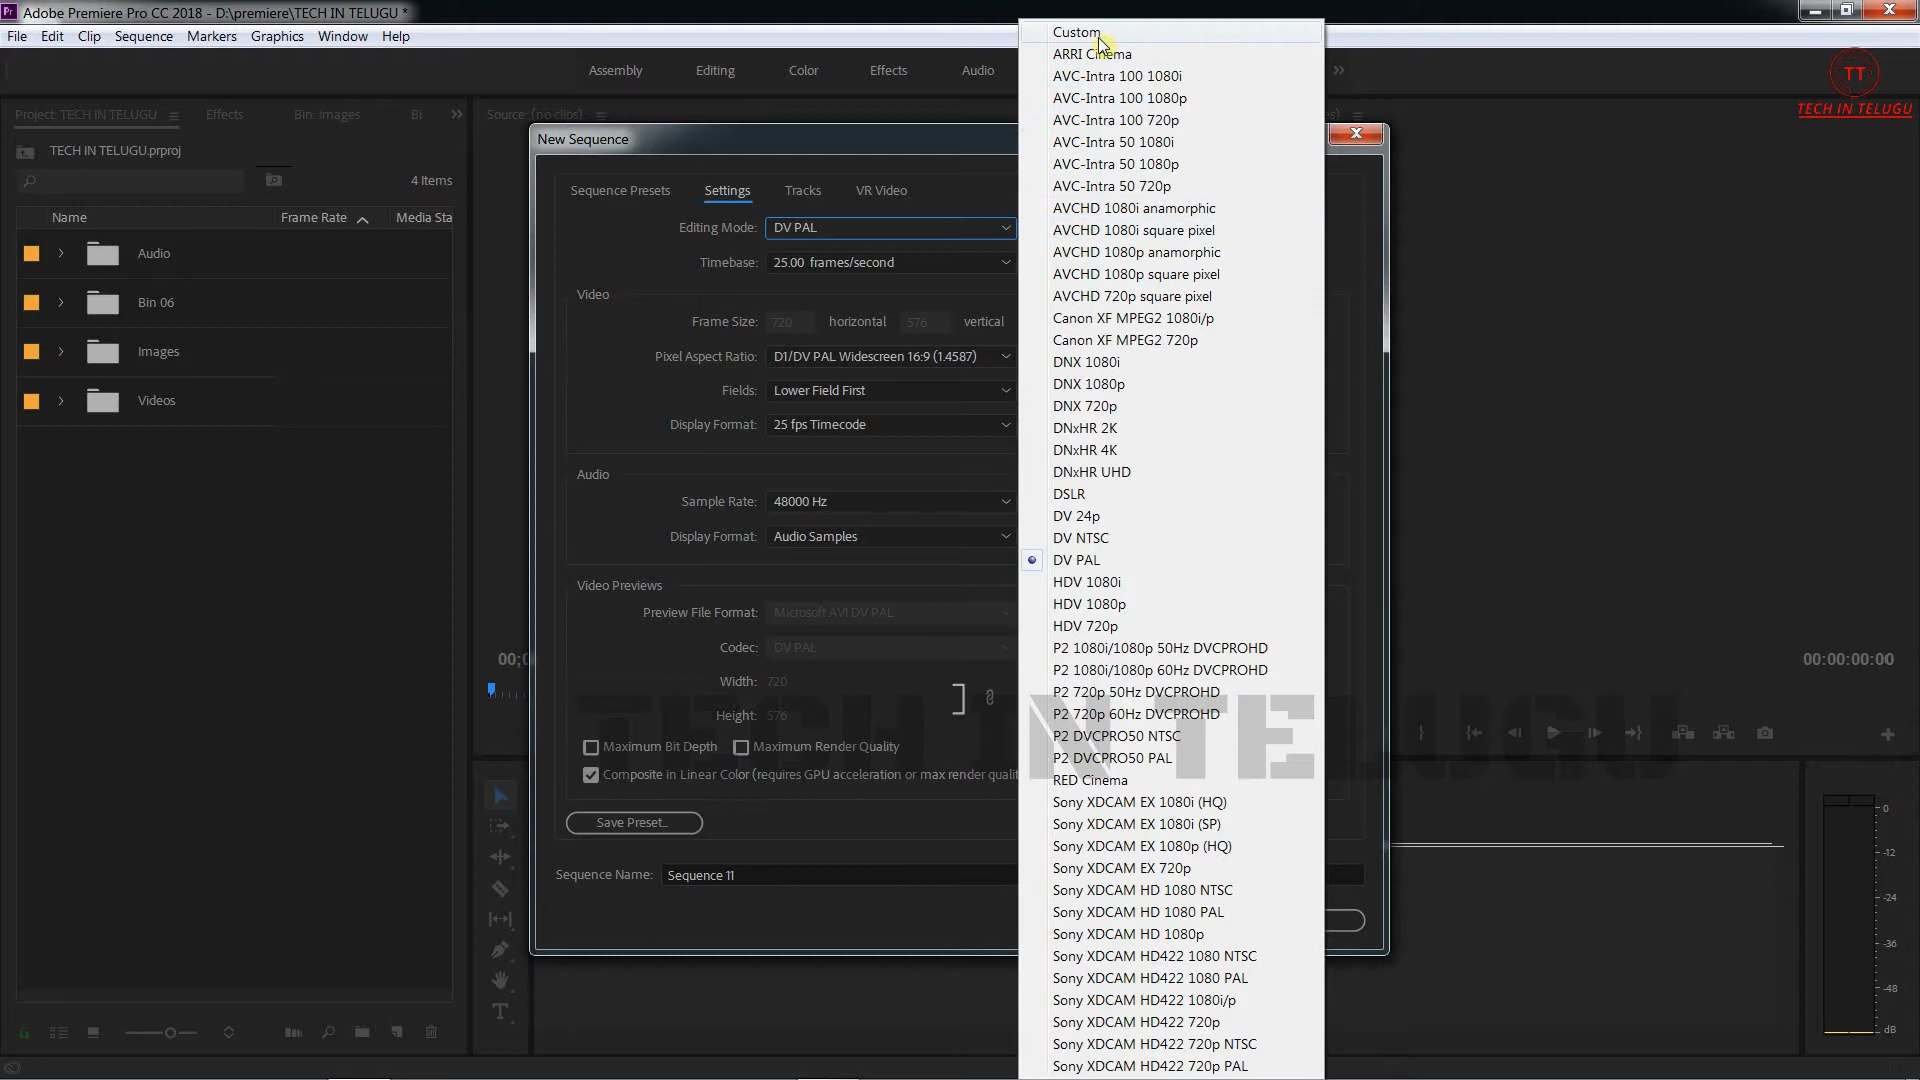 Adobe Premiere Pro CC 2018 - D:\premiere\TECH IN TELUGU *
File Edit Clip Sequence Markers Graphics Window Help
Assembly Editing Color Effects Audio
TT
TECH IN TELUGU
Project: TECH IN TELUGU Effects Bin: Images Bi
Source: (no clips)
TECH IN TELUGU.prproj
4 Items
Name Frame Rate Media Sta
Audio
Bin 06
Images
Videos
New Sequence
Sequence Presets Settings Tracks VR Video
Editing Mode: DV PAL
Timebase: 25.00 frames/second
Video
Frame Size: 720 horizontal 576 vertical
Pixel Aspect Ratio: D1/DV PAL Widescreen 16:9 (1.4587)
Fields: Lower Field First
Display Format: 25 fps Timecode
Audio
Sample Rate: 48000 Hz
Display Format: Audio Samples
Video Previews
Preview File Format: Microsoft AVI DV PAL
Codec: DV PAL
Width: 720
Height: 576
Maximum Bit Depth Maximum Render Quality
Composite in Linear Color (requires GPU acceleration or max render qualit
Save Preset...
Sequence Name: Sequence 11
Custom
ARRI Cinema
AVC-Intra 100 1080i
AVC-Intra 100 1080p
AVC-Intra 100 720p
AVC-Intra 50 1080i
AVC-Intra 50 1080p
AVC-Intra 50 720p
AVCHD 1080i anamorphic
AVCHD 1080i square pixel
AVCHD 1080p anamorphic
AVCHD 1080p square pixel
AVCHD 720p square pixel
Canon XF MPEG2 1080i/p
Canon XF MPEG2 720p
DNX 1080i
DNX 1080p
DNX 720p
DNxHR 2K
DNxHR 4K
DNxHR UHD
DSLR
DV 24p
DV NTSC
DV PAL
HDV 1080i
HDV 1080p
HDV 720p
P2 1080i/1080p 50Hz DVCPROHD
P2 1080i/1080p 60Hz DVCPROHD
P2 720p 50Hz DVCPROHD
P2 720p 60Hz DVCPROHD
P2 DVCPRO50 NTSC
P2 DVCPRO50 PAL
RED Cinema
Sony XDCAM EX 1080i (HQ)
Sony XDCAM EX 1080i (SP)
Sony XDCAM EX 1080p (HQ)
Sony XDCAM EX 720p
Sony XDCAM HD 1080 NTSC
Sony XDCAM HD 1080 PAL
Sony XDCAM HD 1080p
Sony XDCAM HD422 1080 NTSC
Sony XDCAM HD422 1080 PAL
Sony XDCAM HD422 1080i/p
Sony XDCAM HD422 720p
Sony XDCAM HD422 720p NTSC
Sony XDCAM HD422 720p PAL
00:00:00:00
TECH IN TELUGU
0
-12
-24
-36
-48
dB